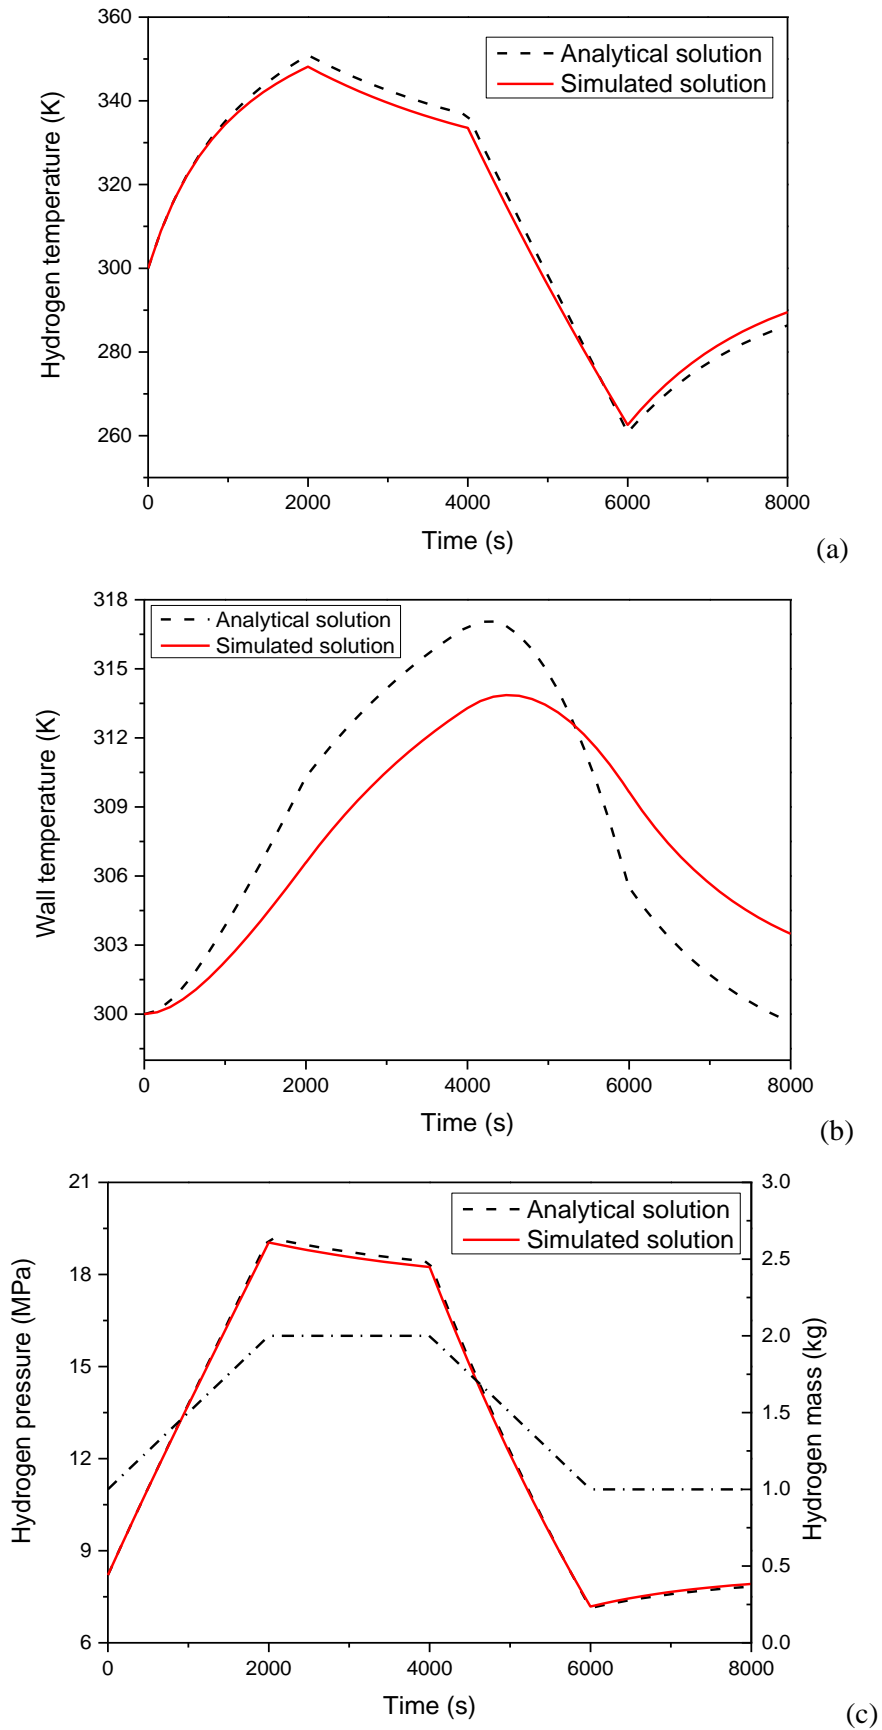 360
340
320
300
280
260
Hydrogen temperature (K)
Analytical solution
Simulated solution
0 2000 4000 6000 8000
Time (s)
(a)
318
315
312
309
306
303
300
Wall temperature (K)
Analytical solution
Simulated solution
0 2000 4000 6000 8000
Time (s)
(b)
21
18
15
12
9
6
Hydrogen pressure (MPa)
Analytical solution
Simulated solution
3.0
2.5
2.0
1.5
1.0
0.5
0.0
Hydrogen mass (kg)
0 2000 4000 6000 8000
Time (s)
(c)